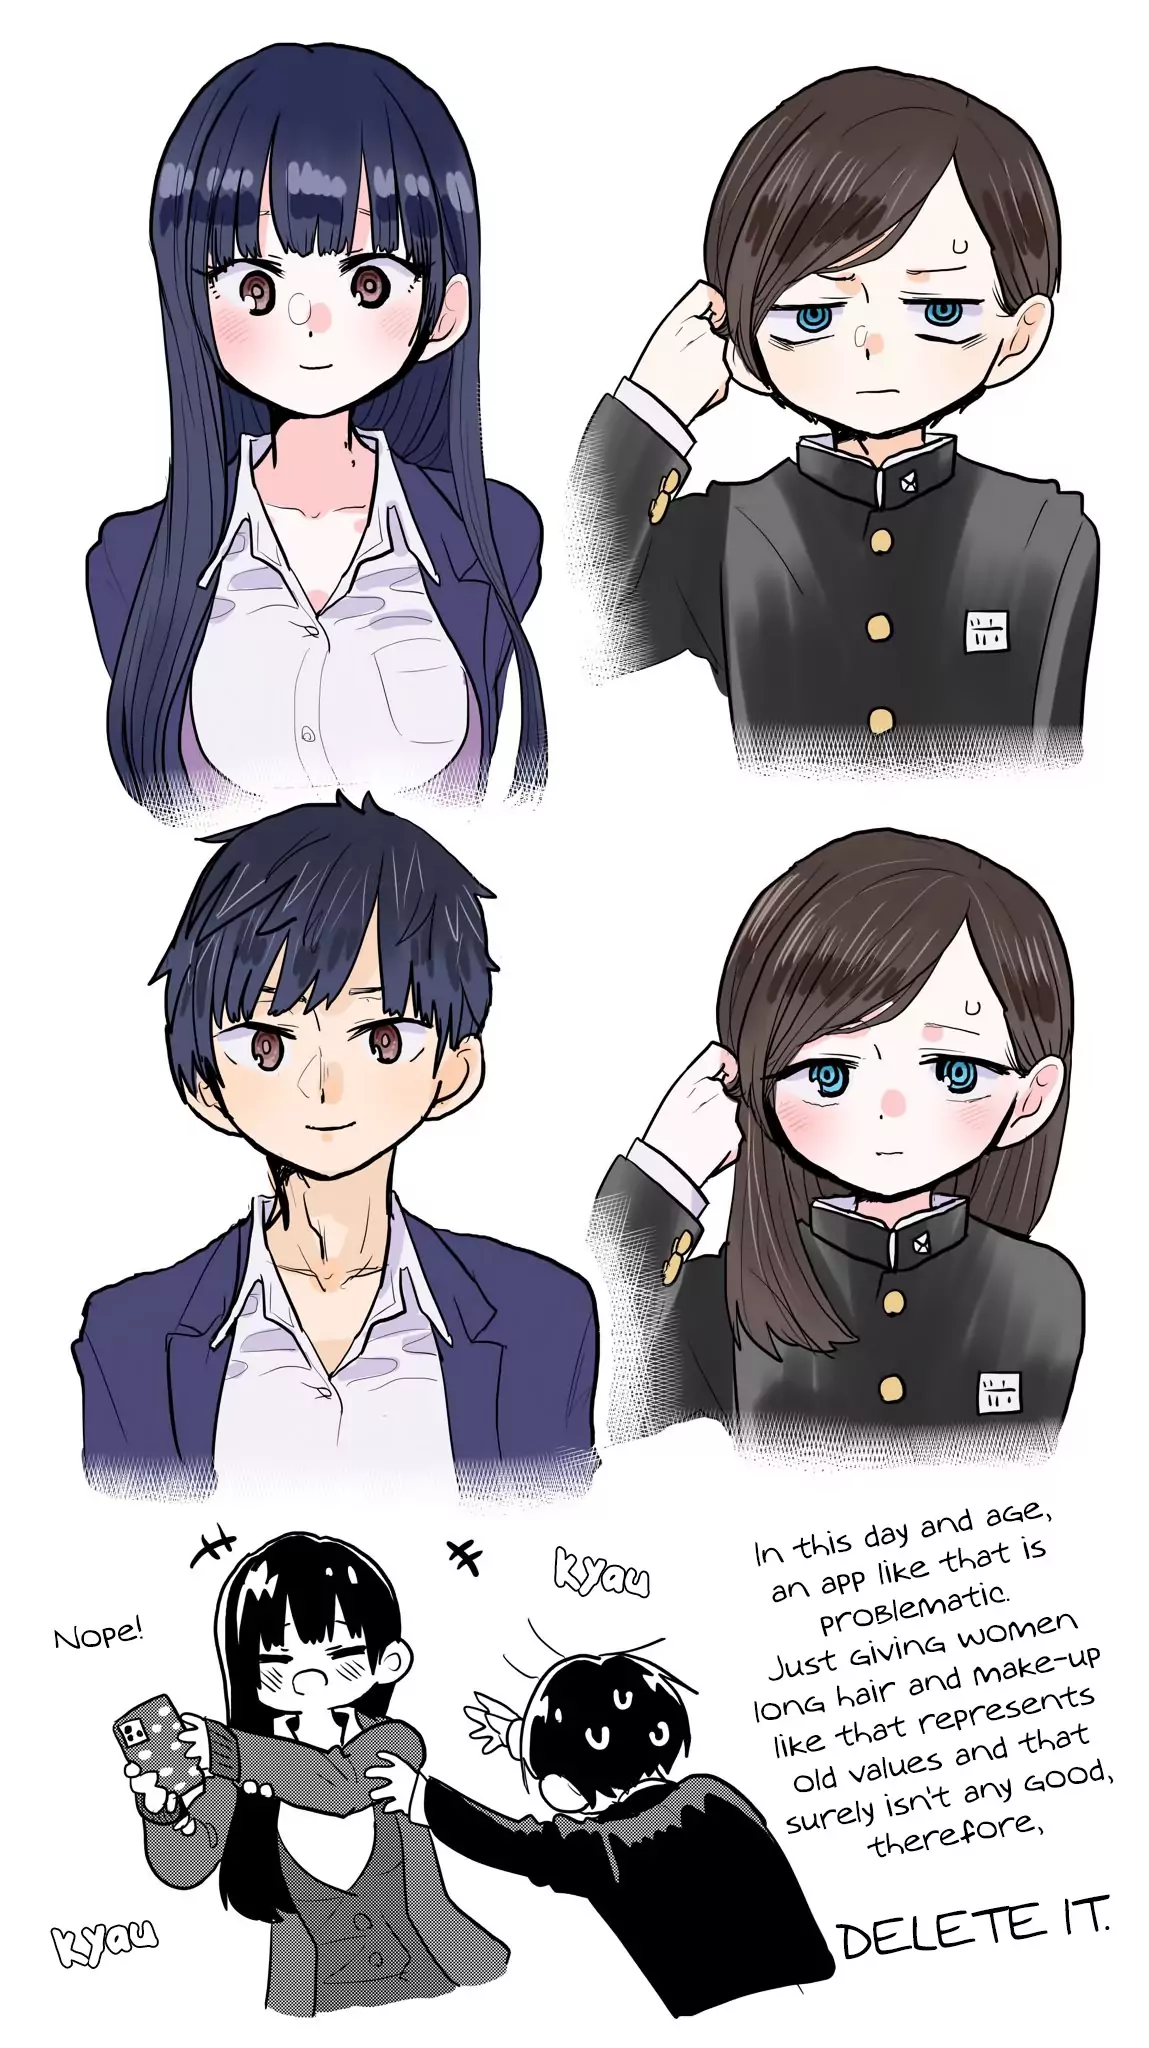 Nope!
Kyau
In this day and age,
an app like that is
problematic.
Just giving women
long hair and make-up
like that represents
old values and that
surely isn't any good,
therefore,
Kyau
DELETE IT.